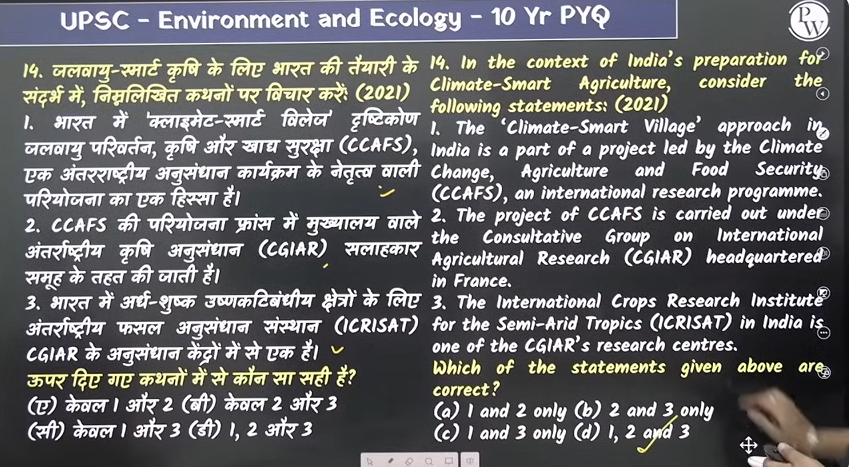 UPSC - Environment and Ecology - 10 Yr PYQ
PW
14. जलवायु-स्मार्ट कृषि के लिए भारत की तैयारी के
संदर्भ में, निम्नलिखित कथनों पर विचार करें: (2021)
1. भारत में 'क्लाइमेट-स्मार्ट विलेज' दृष्टिकोण
जलवायु परिवर्तन, कृषि और खाद्य सुरक्षा (CCAFS),
एक अंतरराष्ट्रीय अनुसंधान कार्यक्रम के नेतृत्व वाली
परियोजना का एक हिस्सा है।
2. CCAFS की परियोजना फ्रांस में मुख्यालय वाले
अंतर्राष्ट्रीय कृषि अनुसंधान (CGIAR) सलाहकार
समूह के तहत की जाती है।
3. भारत में अर्ध-शुष्क उष्णकटिबंधीय क्षेत्रों के लिए
अंतर्राष्ट्रीय फसल अनुसंधान संस्थान (ICRISAT)
CGIAR के अनुसंधान केंद्रों में से एक है।
ऊपर दिए गए कथनों में से कौन सा सही है?
(ए) केवल 1 और 2 (बी) केवल 2 और 3
(सी) केवल 1 और 3 (डी) 1, 2 और 3
14. In the context of India's preparation for
Climate-Smart Agriculture, consider the
following statements: (2021)
1. The 'Climate-Smart Village' approach in
India is a part of a project led by the Climate
Change, Agriculture and Food Security
(CCAFS), an international research programme.
2. The project of CCAFS is carried out under
the Consultative Group on International
Agricultural Research (CGIAR) headquartered
in France.
3. The International Crops Research Institute
for the Semi-Arid Tropics (ICRISAT) in India is
one of the CGIAR's research centres.
Which of the statements given above are
correct?
(a) 1 and 2 only (b) 2 and 3 only
(c) 1 and 3 only (d) 1, 2 and 3